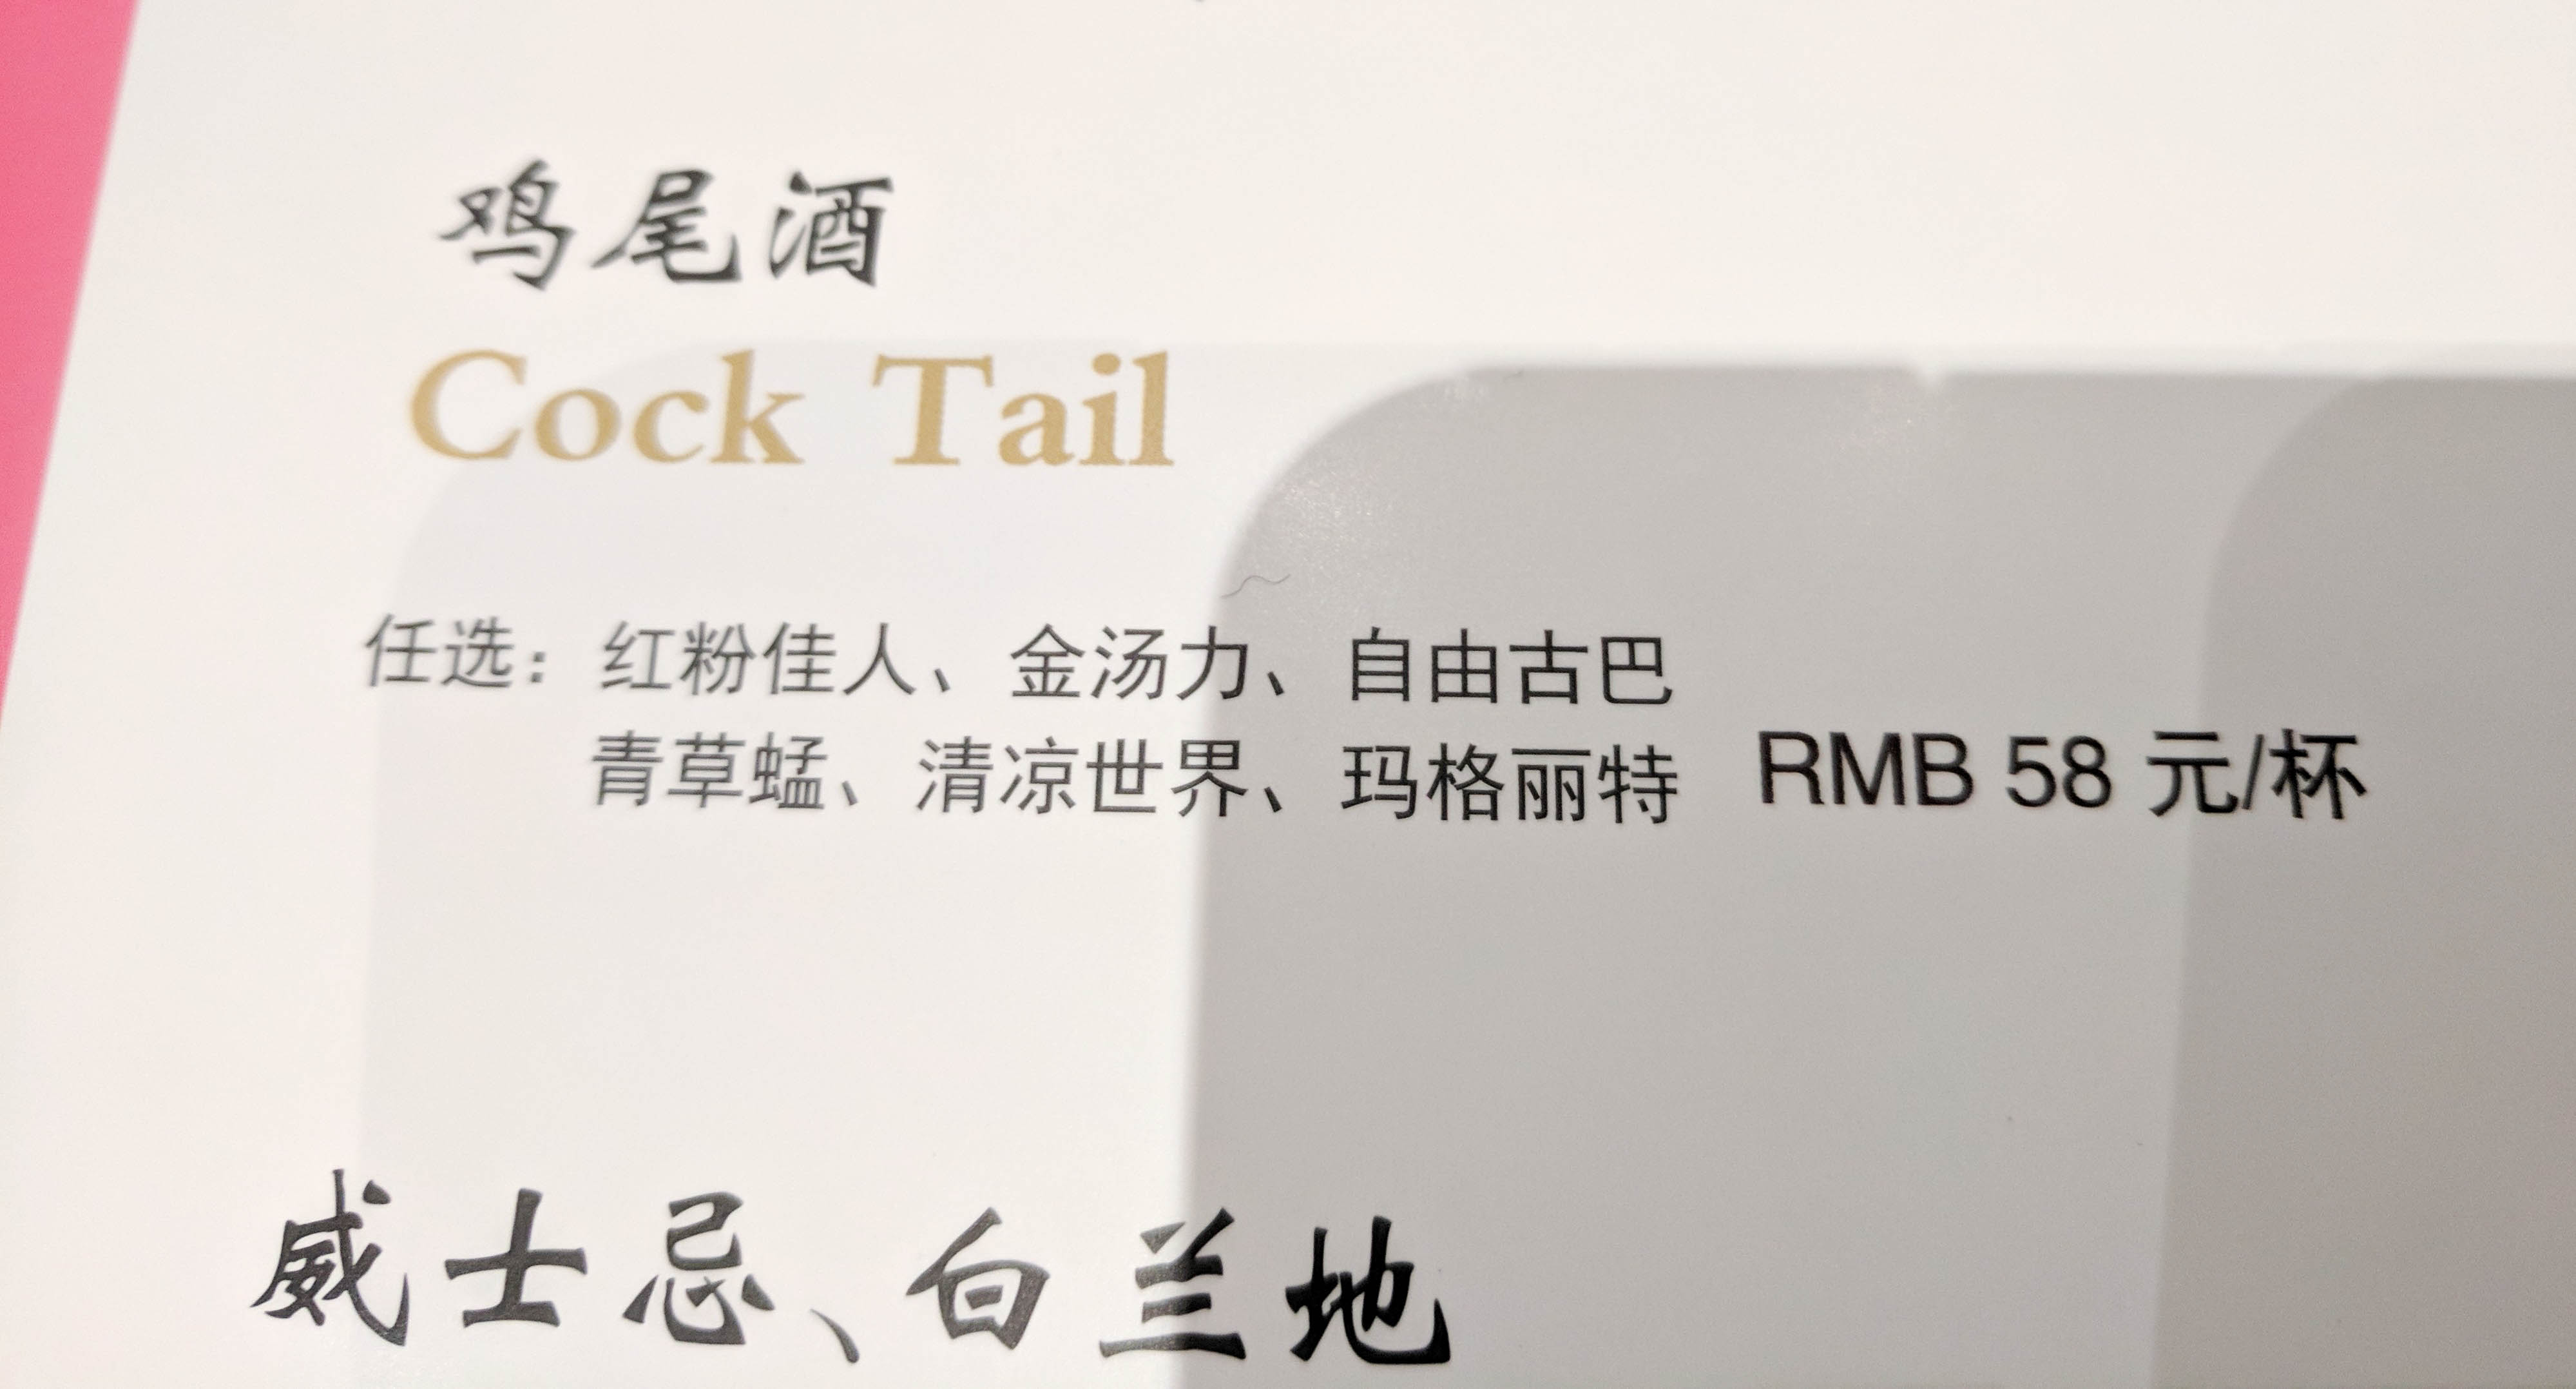 鸡尾酒
Cock Tail
任选：红粉佳人、金汤力、自由古巴
青草蜢、清凉世界、玛格丽特 RMB 58 元/杯
威士忌、白兰地